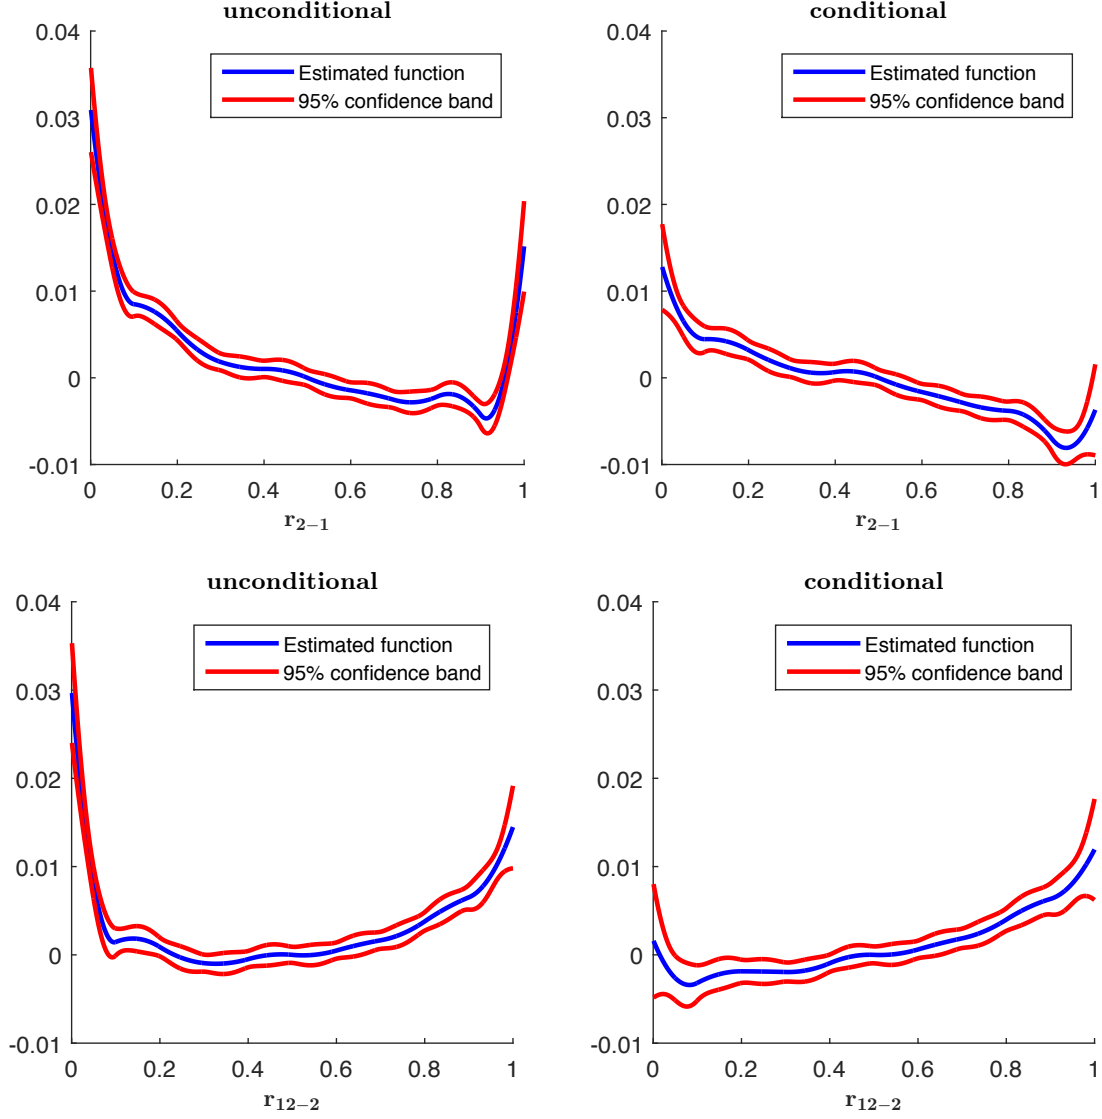 unconditional
0.04
0.03
0.02
0.01
0
-0.01
Estimated function
95% confidence band
0 0.2 0.4 0.6 0.8 1
r2−1
conditional
0.04
0.03
0.02
0.01
0
-0.01
Estimated function
95% confidence band
0 0.2 0.4 0.6 0.8 1
r2−1
unconditional
0.04
0.03
0.02
0.01
0
-0.01
Estimated function
95% confidence band
0 0.2 0.4 0.6 0.8 1
r12−2
conditional
0.04
0.03
0.02
0.01
0
-0.01
Estimated function
95% confidence band
0 0.2 0.4 0.6 0.8 1
r12−2